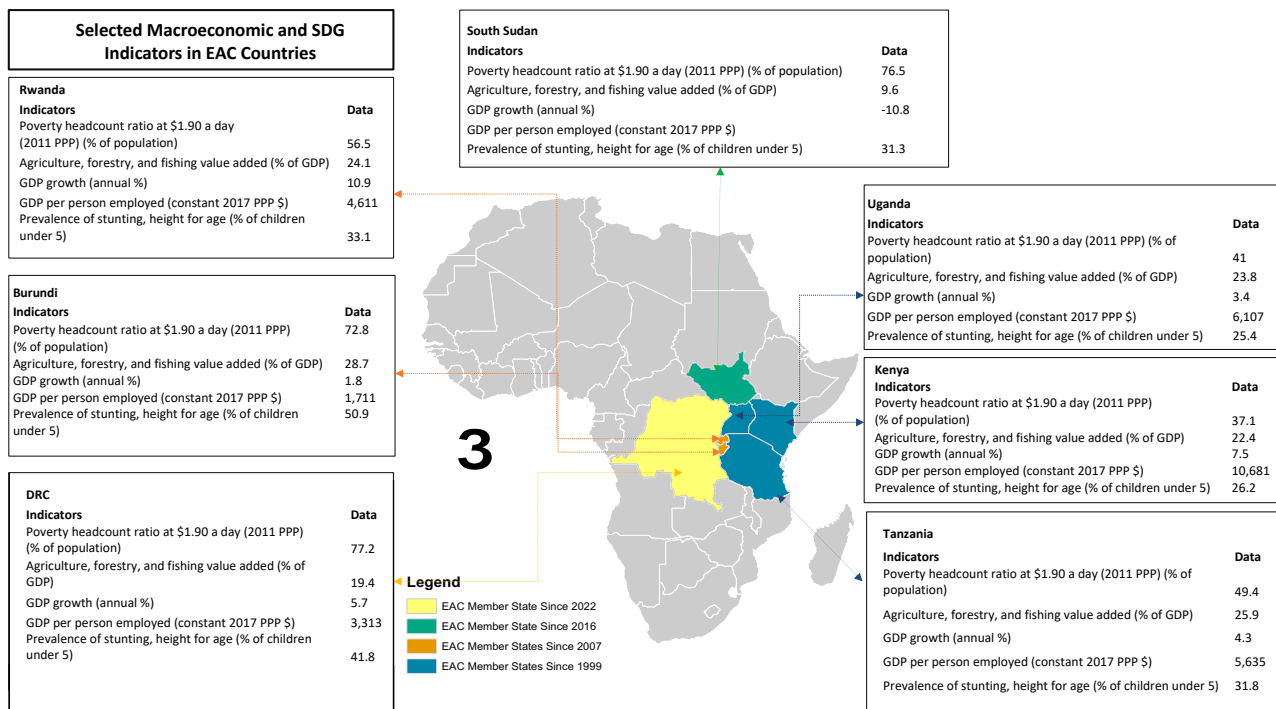 Selected Macroeconomic and SDG
Indicators in EAC Countries
Rwanda
Indicators Data
Poverty headcount ratio at $1.90 a day
(2011 PPP) (% of population) 56.5
Agriculture, forestry, and fishing value added (% of GDP) 24.1
GDP growth (annual %) 10.9
GDP per person employed (constant 2017 PPP $) 4,611
Prevalence of stunting, height for age (% of children
under 5) 33.1
Burundi
Indicators Data
Poverty headcount ratio at $1.90 a day (2011 PPP) 72.8
(% of population)
Agriculture, forestry, and fishing value added (% of GDP) 28.7
GDP growth (annual %) 1.8
GDP per person employed (constant 2017 PPP $) 1,711
Prevalence of stunting, height for age (% of children 50.9
under 5)
DRC
Indicators Data
Poverty headcount ratio at $1.90 a day (2011 PPP)
(% of population) 77.2
Agriculture, forestry, and fishing value added (% of
GDP) 19.4
GDP growth (annual %) 5.7
GDP per person employed (constant 2017 PPP $) 3,313
Prevalence of stunting, height for age (% of children
under 5) 41.8
South Sudan
Indicators Data
Poverty headcount ratio at $1.90 a day (2011 PPP) (% of population) 76.5
Agriculture, forestry, and fishing value added (% of GDP) 9.6
GDP growth (annual %) -10.8
GDP per person employed (constant 2017 PPP $)
Prevalence of stunting, height for age (% of children under 5) 31.3
3
Legend
EAC Member State Since 2022
EAC Member State Since 2016
EAC Member States Since 2007
EAC Member States Since 1999
Uganda
Indicators Data
Poverty headcount ratio at $1.90 a day (2011 PPP) (% of
population) 41
Agriculture, forestry, and fishing value added (% of GDP) 23.8
GDP growth (annual %) 3.4
GDP per person employed (constant 2017 PPP $) 6,107
Prevalence of stunting, height for age (% of children under 5) 25.4
Kenya
Indicators Data
Poverty headcount ratio at $1.90 a day (2011 PPP)
(% of population) 37.1
Agriculture, forestry, and fishing value added (% of GDP) 22.4
GDP growth (annual %) 7.5
GDP per person employed (constant 2017 PPP $) 10,681
Prevalence of stunting, height for age (% of children under 5) 26.2
Tanzania
Indicators Data
Poverty headcount ratio at $1.90 a day (2011 PPP) (% of
population) 49.4
Agriculture, forestry, and fishing value added (% of GDP) 25.9
GDP growth (annual %) 4.3
GDP per person employed (constant 2017 PPP $) 5,635
Prevalence of stunting, height for age (% of children under 5) 31.8